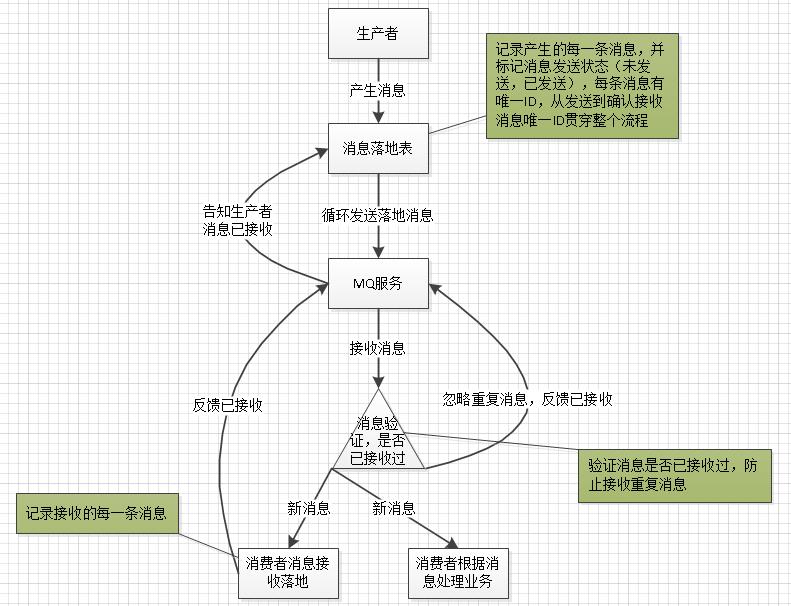 生产者
记录产生的每一条消息，并
标记消息发送状态（未发
送，已发送），每条消息有
唯一ID，从发送到确认接收
消息唯一ID贯穿整个流程
产生消息
消息落地表
告知生产者
消息已接收
循环发送落地消息
MQ服务
接收消息
反馈已接收
忽略重复消息，反馈已接收
消息验
证，是否
已接收过
验证消息是否已接收过，防
止接收重复消息
记录接收的每一条消息
新消息
新消息
消费者消息接
收落地
消费者根据消
息处理业务